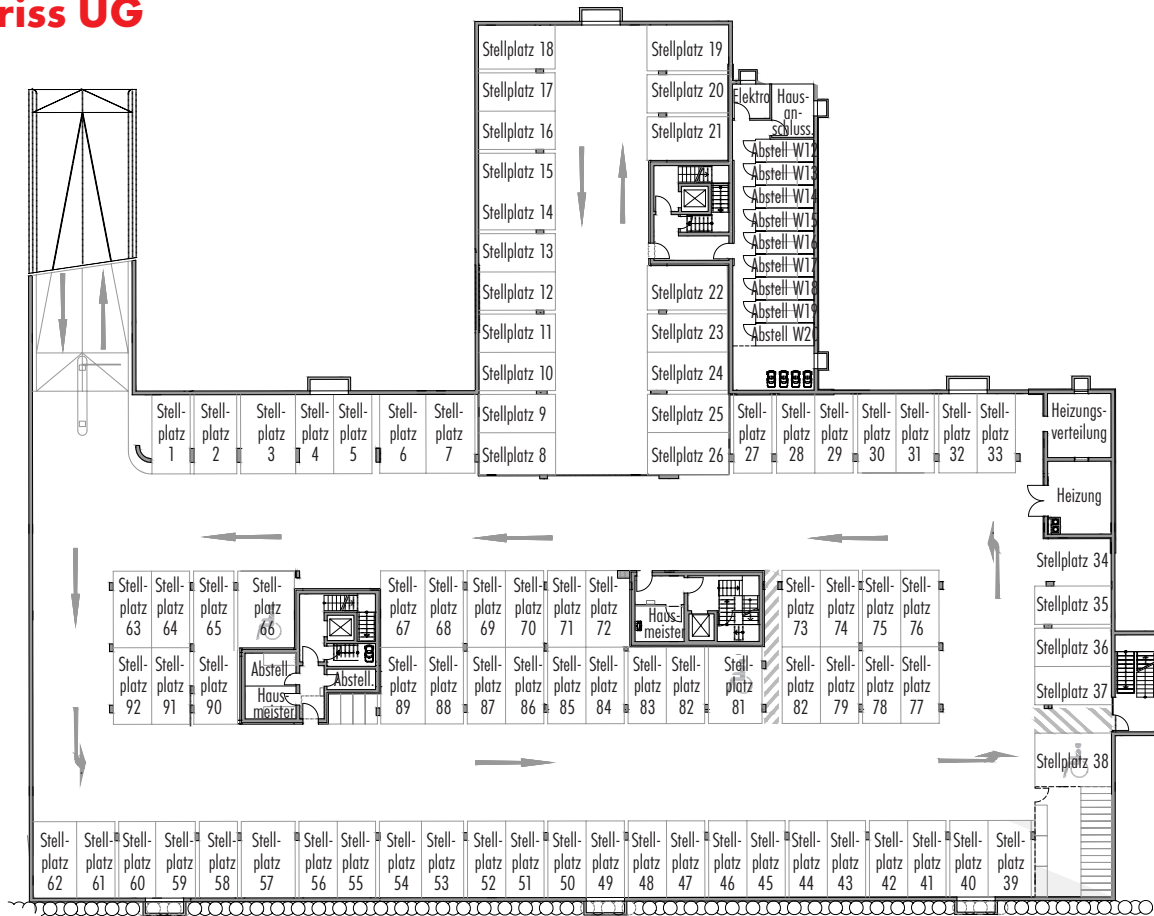 riss UG
Stellplatz 18
Stellplatz 19
Stellplatz 17
Stellplatz 20
Elektro
Haus-
an-
schluss.
Stellplatz 16
Stellplatz 21
Abstell W12
Stellplatz 15
Abstell W13
Abstell W14
Stellplatz 14
Abstell W15
Abstell W16
Stellplatz 13
Abstell W17
Stellplatz 12
Stellplatz 22
Abstell W18
Abstell W19
Stellplatz 11
Stellplatz 23
Abstell W20
Stellplatz 10
Stellplatz 24
Stellplatz 9
Stellplatz 25
Stellplatz 8
Stellplatz 26
Stell-
platz
1
Stell-
platz
2
Stell-
platz
3
Stell-
platz
4
Stell-
platz
5
Stell-
platz
6
Stell-
platz
7
Stell-
platz
27
Stell-
platz
28
Stell-
platz
29
Stell-
platz
30
Stell-
platz
31
Stell-
platz
32
Stell-
platz
33
Heizungs-
verteilung
Heizung
Stellplatz 34
Stellplatz 35
Stellplatz 36
Stellplatz 37
Stellplatz 38
Stell-
platz
63
Stell-
platz
64
Stell-
platz
65
Stell-
platz
66
Stell-
platz
67
Stell-
platz
68
Stell-
platz
69
Stell-
platz
70
Stell-
platz
71
Stell-
platz
72
Haus-
meister
Stell-
platz
73
Stell-
platz
74
Stell-
platz
75
Stell-
platz
76
Stell-
platz
92
Stell-
platz
91
Stell-
platz
90
Abstell.
Haus-
meister
Abstell.
Stell-
platz
89
Stell-
platz
88
Stell-
platz
87
Stell-
platz
86
Stell-
platz
85
Stell-
platz
84
Stell-
platz
83
Stell-
platz
82
Stell-
platz
81
Stell-
platz
82
Stell-
platz
79
Stell-
platz
78
Stell-
platz
77
Stell-
platz
62
Stell-
platz
61
Stell-
platz
60
Stell-
platz
59
Stell-
platz
58
Stell-
platz
57
Stell-
platz
56
Stell-
platz
55
Stell-
platz
54
Stell-
platz
53
Stell-
platz
52
Stell-
platz
51
Stell-
platz
50
Stell-
platz
49
Stell-
platz
48
Stell-
platz
47
Stell-
platz
46
Stell-
platz
45
Stell-
platz
44
Stell-
platz
43
Stell-
platz
42
Stell-
platz
41
Stell-
platz
40
Stell-
platz
39